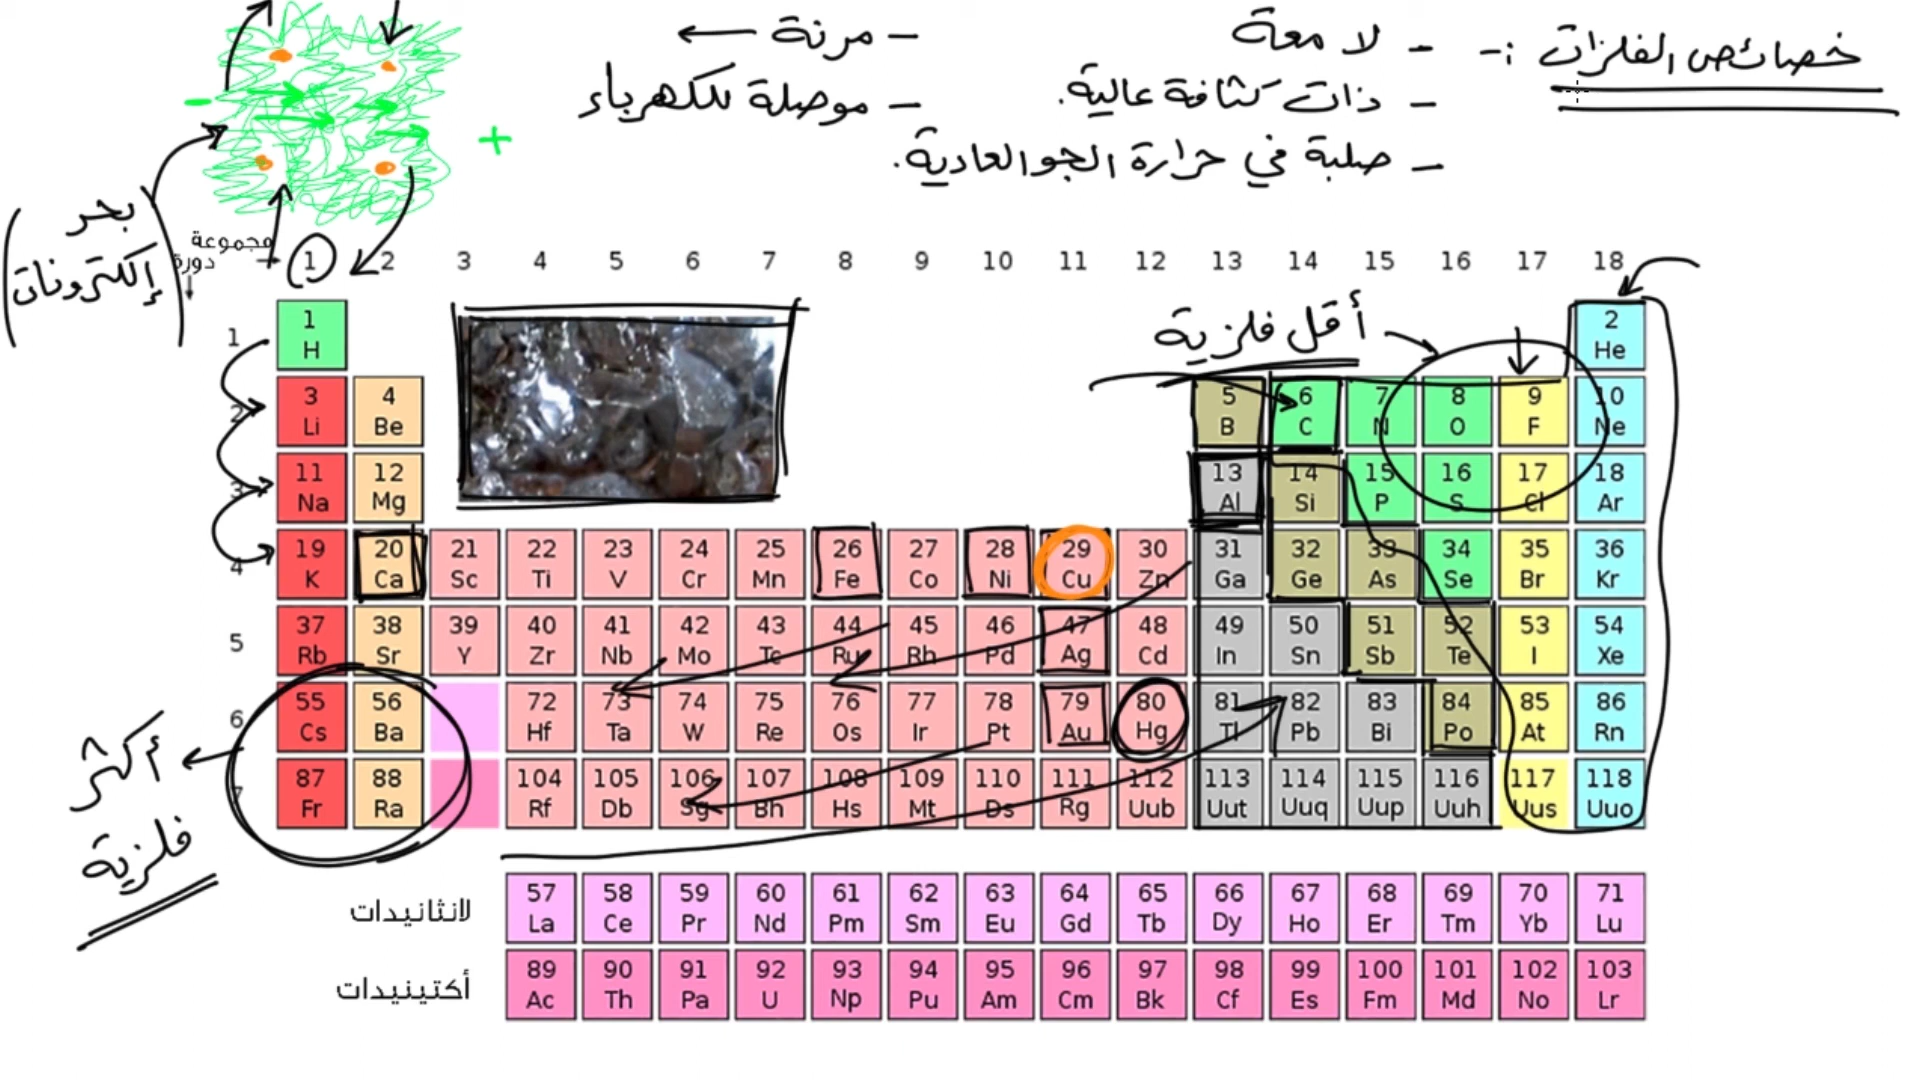 خصائص الفلزات :-
- لامعة
- ذات كثافة عالية.
- صلبة في حرارة الجو العادية.
- مرنة ←
- موصلة للكهرباء
- +
بحر
إلكترونات
مجموعة
دورة
1 2 3 4 5 6 7 8 9 10 11 12 13 14 15 16 17 18
أقل فلزية
1 1 H 2 He
2 3 Li 4 Be 5 B 6 C 7 N 8 O 9 F 10 Ne
3 11 Na 12 Mg 13 Al 14 Si 15 P 16 S 17 Cl 18 Ar
4 19 K 20 Ca 21 Sc 22 Ti 23 V 24 Cr 25 Mn 26 Fe 27 Co 28 Ni 29 Cu 30 Zn 31 Ga 32 Ge 33 As 34 Se 35 Br 36 Kr
5 37 Rb 38 Sr 39 Y 40 Zr 41 Nb 42 Mo 43 Tc 44 Ru 45 Rh 46 Pd 47 Ag 48 Cd 49 In 50 Sn 51 Sb 52 Te 53 I 54 Xe
6 55 Cs 56 Ba 72 Hf 73 Ta 74 W 75 Re 76 Os 77 Ir 78 Pt 79 Au 80 Hg 81 Tl 82 Pb 83 Bi 84 Po 85 At 86 Rn
7 87 Fr 88 Ra 104 Rf 105 Db 106 Sg 107 Bh 108 Hs 109 Mt 110 Ds 111 Rg 112 Uub 113 Uut 114 Uuq 115 Uup 116 Uuh 117 Uus 118 Uuo
أكثر
فلزية
لانثانيدات 57 La 58 Ce 59 Pr 60 Nd 61 Pm 62 Sm 63 Eu 64 Gd 65 Tb 66 Dy 67 Ho 68 Er 69 Tm 70 Yb 71 Lu
أكتينيدات 89 Ac 90 Th 91 Pa 92 U 93 Np 94 Pu 95 Am 96 Cm 97 Bk 98 Cf 99 Es 100 Fm 101 Md 102 No 103 Lr